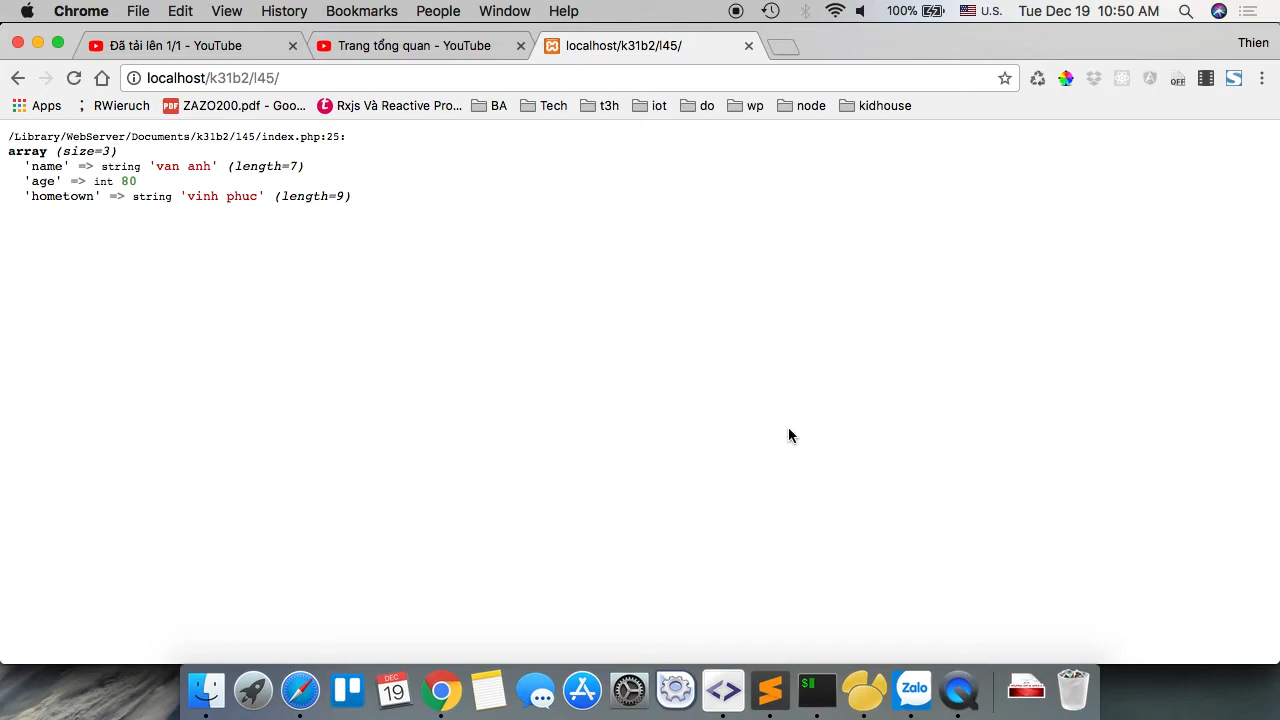 Chrome File Edit View History Bookmarks People Window Help 100% U.S. Tue Dec 19 10:50 AM
Đã tải lên 1/1 - YouTube Trang tổng quan - YouTube localhost/k31b2/l45/ Thien
localhost/k31b2/l45/ OFF
Apps RWieruch PDF ZAZO200.pdf - Goo... t Rxjs Và Reactive Pro... BA Tech t3h iot do wp node kidhouse
/Library/WebServer/Documents/k31b2/l45/index.php:25:
array (size=3)
'name' => string 'van anh' (length=7)
'age' => int 80
'hometown' => string 'vinh phuc' (length=9)
DEC
19
Zalo